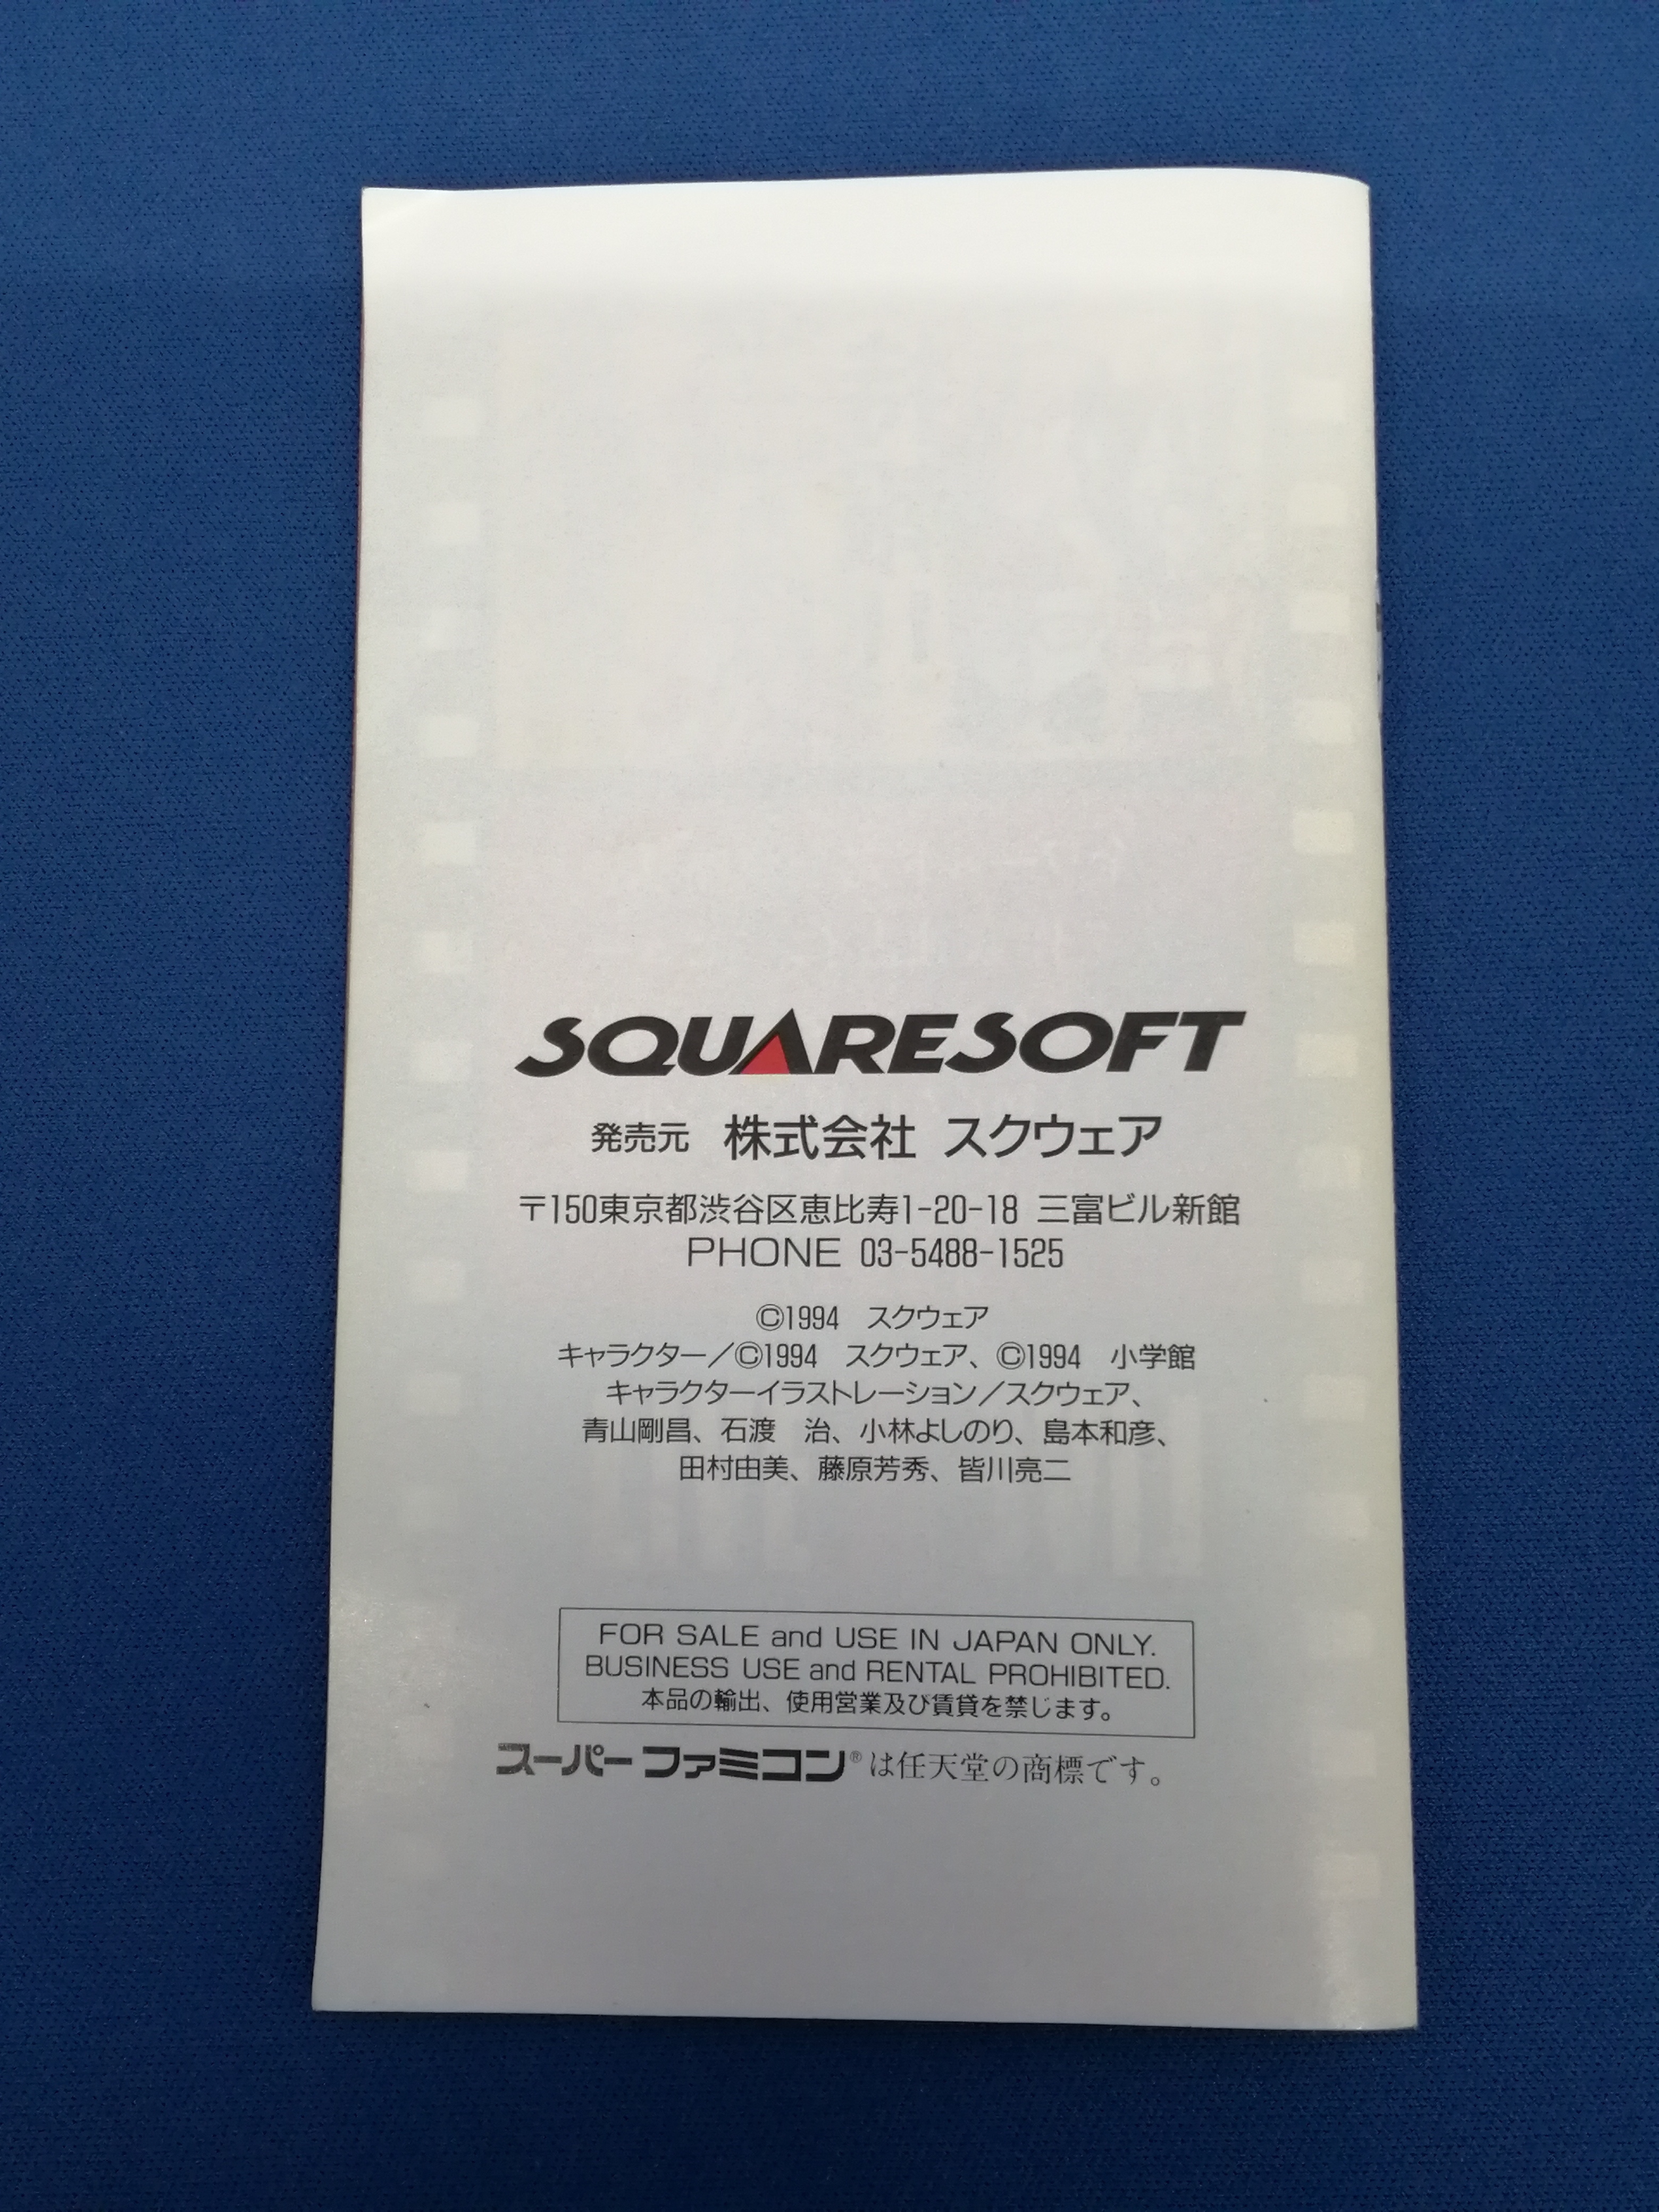 SQUARESOFT
発売元 株式会社 スクウェア
〒150東京都渋谷区恵比寿1-20-18 三富ビル新館
PHONE 03-5488-1525
©1994 スクウェア
キャラクター／©1994 スクウェア、©1994 小学館
キャラクターイラストレーション／スクウェア、
青山剛昌、石渡 治、小林よしのり、島本和彦、
田村由美、藤原芳秀、皆川亮二
FOR SALE and USE IN JAPAN ONLY.
BUSINESS USE and RENTAL PROHIBITED.
本品の輸出、使用営業及び賃貸を禁じます。
スーパーファミコン®は任天堂の商標です。